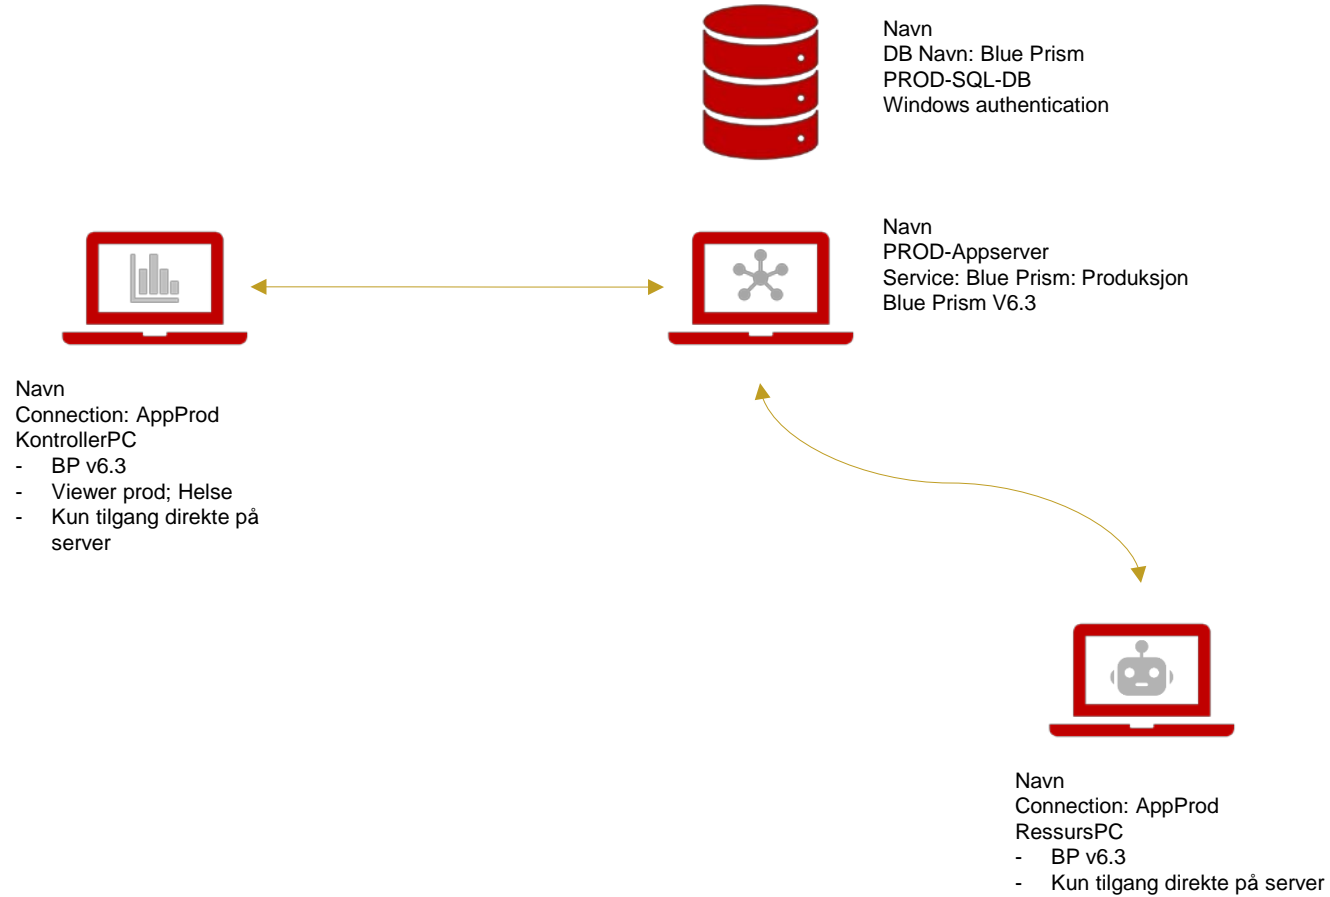 Navn
DB Navn: Blue Prism
PROD-SQL-DB
Windows authentication
Navn
PROD-Appserver
Service: Blue Prism: Produksjon
Blue Prism V6.3
Navn
Connection: AppProd
KontrollerPC
- BP v6.3
- Viewer prod; Helse
- Kun tilgang direkte på
server
Navn
Connection: AppProd
RessursPC
- BP v6.3
- Kun tilgang direkte på server